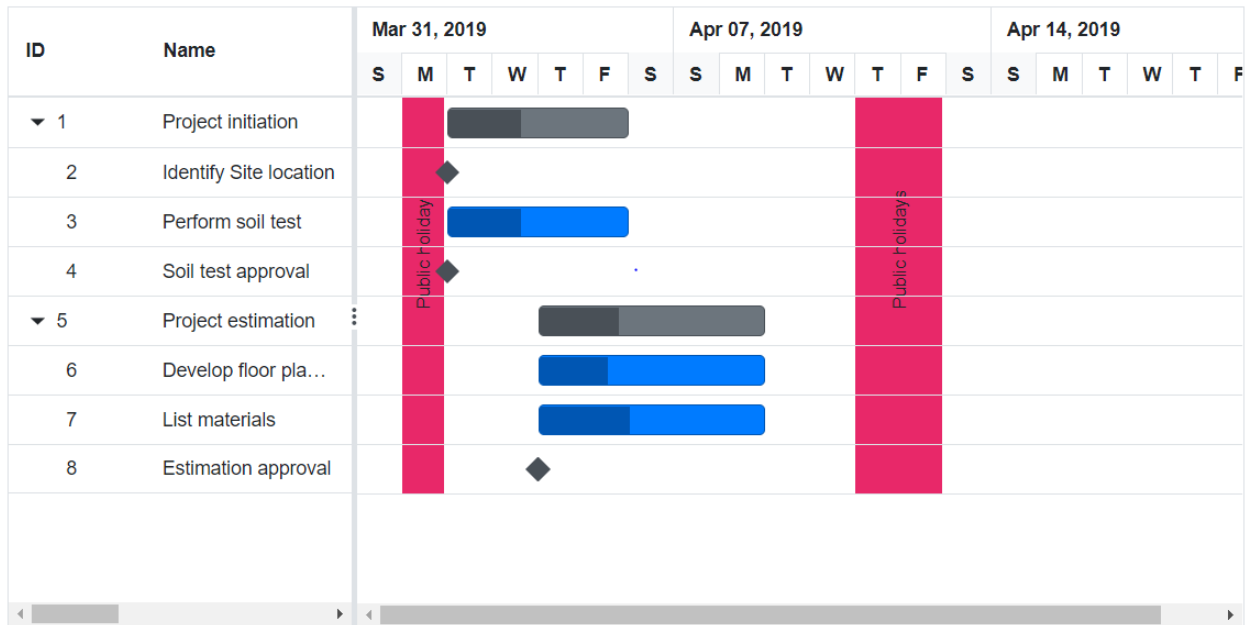 ID Name Mar 31, 2019 Apr 07, 2019 Apr 14, 2019
S M T W T F S S M T W T F S S M T W T F
1 Project initiation
2 Identify Site location
3 Perform soil test
4 Soil test approval
5 Project estimation
6 Develop floor pla...
7 List materials
8 Estimation approval
Public holiday
Public holidays